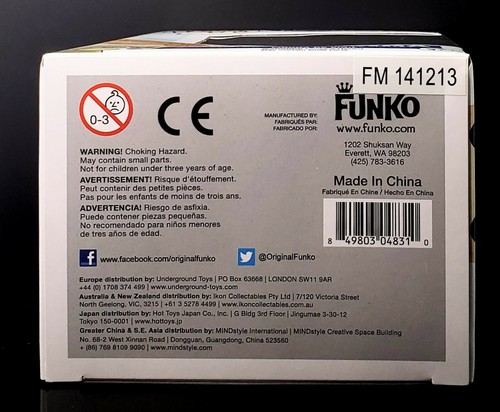 FM 141213
0-3
CE
MANUFACTURED BY:
FABRIQUÉS PAR:
FABRICADO POR:
FUNKO
www.funko.com
1202 Shuksan Way
Everett, WA 98203
(425) 783-3616
WARNING! Choking Hazard.
May contain small parts.
Not for children under three years of age.
AVERTISSEMENT! Risque d'étouffement.
Peut contenir des petites pièces.
Pas pour les enfants de moins de trois ans.
ADVERTENCIA! Riesgo de asfixia.
Puede contener piezas pequeñas.
No recomendado para niños menores
de tres años de edad.
Made In China
Fabriqué En Chine / Hecho En China
8 49803 04831 0
f www.facebook.com/originalfunko
@OriginalFunko
Europe distribution by: Underground Toys | PO Box 63668 | LONDON SW11 9AR
+44 (0) 1708 374 499 | www.underground-toys.com
Australia & New Zealand distribution by: Ikon Collectables Pty Ltd | 7/120 Victoria Street
North Geelong, VIC, 3215 | +61 3 5278 4499 | www.ikoncollectables.com.au
Japan distribution by: Hot Toys Japan Co., Inc. | G Bldg 3rd Floor | Jingumae 3-30-12
Tokyo 150-0001 | www.hottoys.jp
Greater China & S.E. Asia distribution by: MINDstyle International | MINDstyle Creative Space Building
No. 68-2 West Xinnan Road | Dongguan, Guangdong, China 523560
+ (86) 769 8109 9090 | www.mindstyle.com